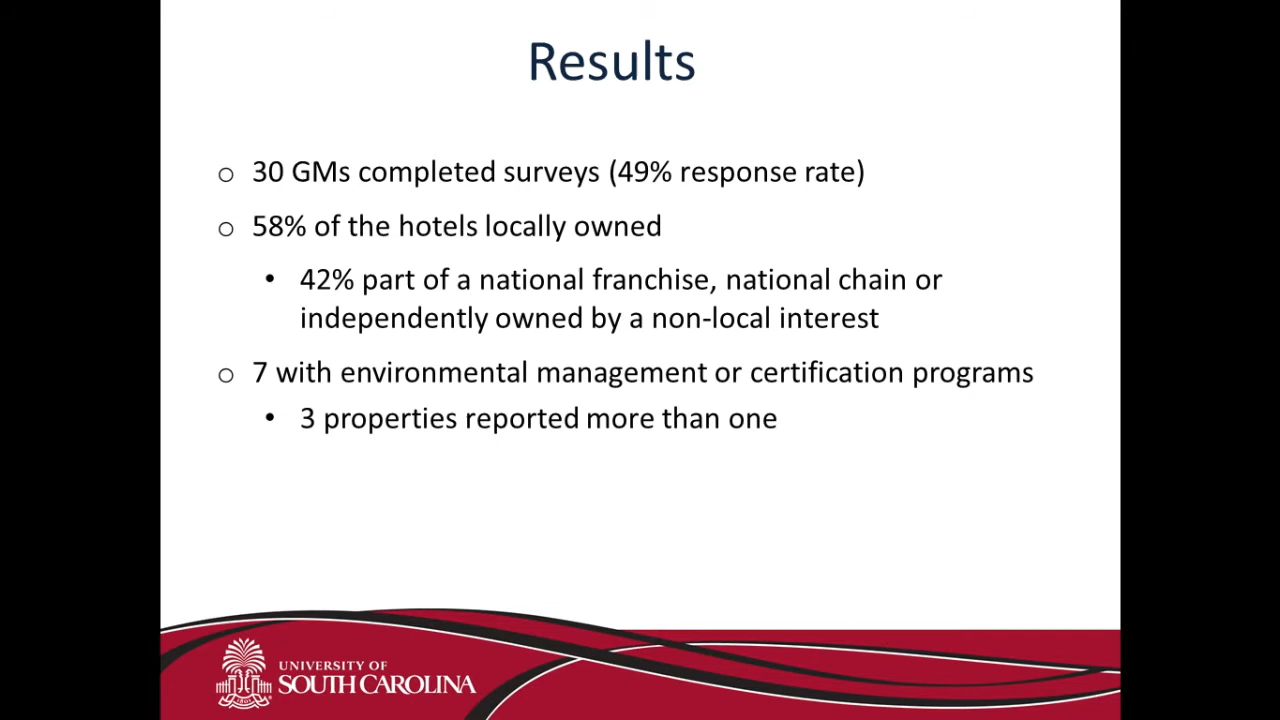 Results
○ 30 GMs completed surveys (49% response rate)
○ 58% of the hotels locally owned
• 42% part of a national franchise, national chain or
independently owned by a non-local interest
○ 7 with environmental management or certification programs
• 3 properties reported more than one
UNIVERSITY OF
SOUTH CAROLINA